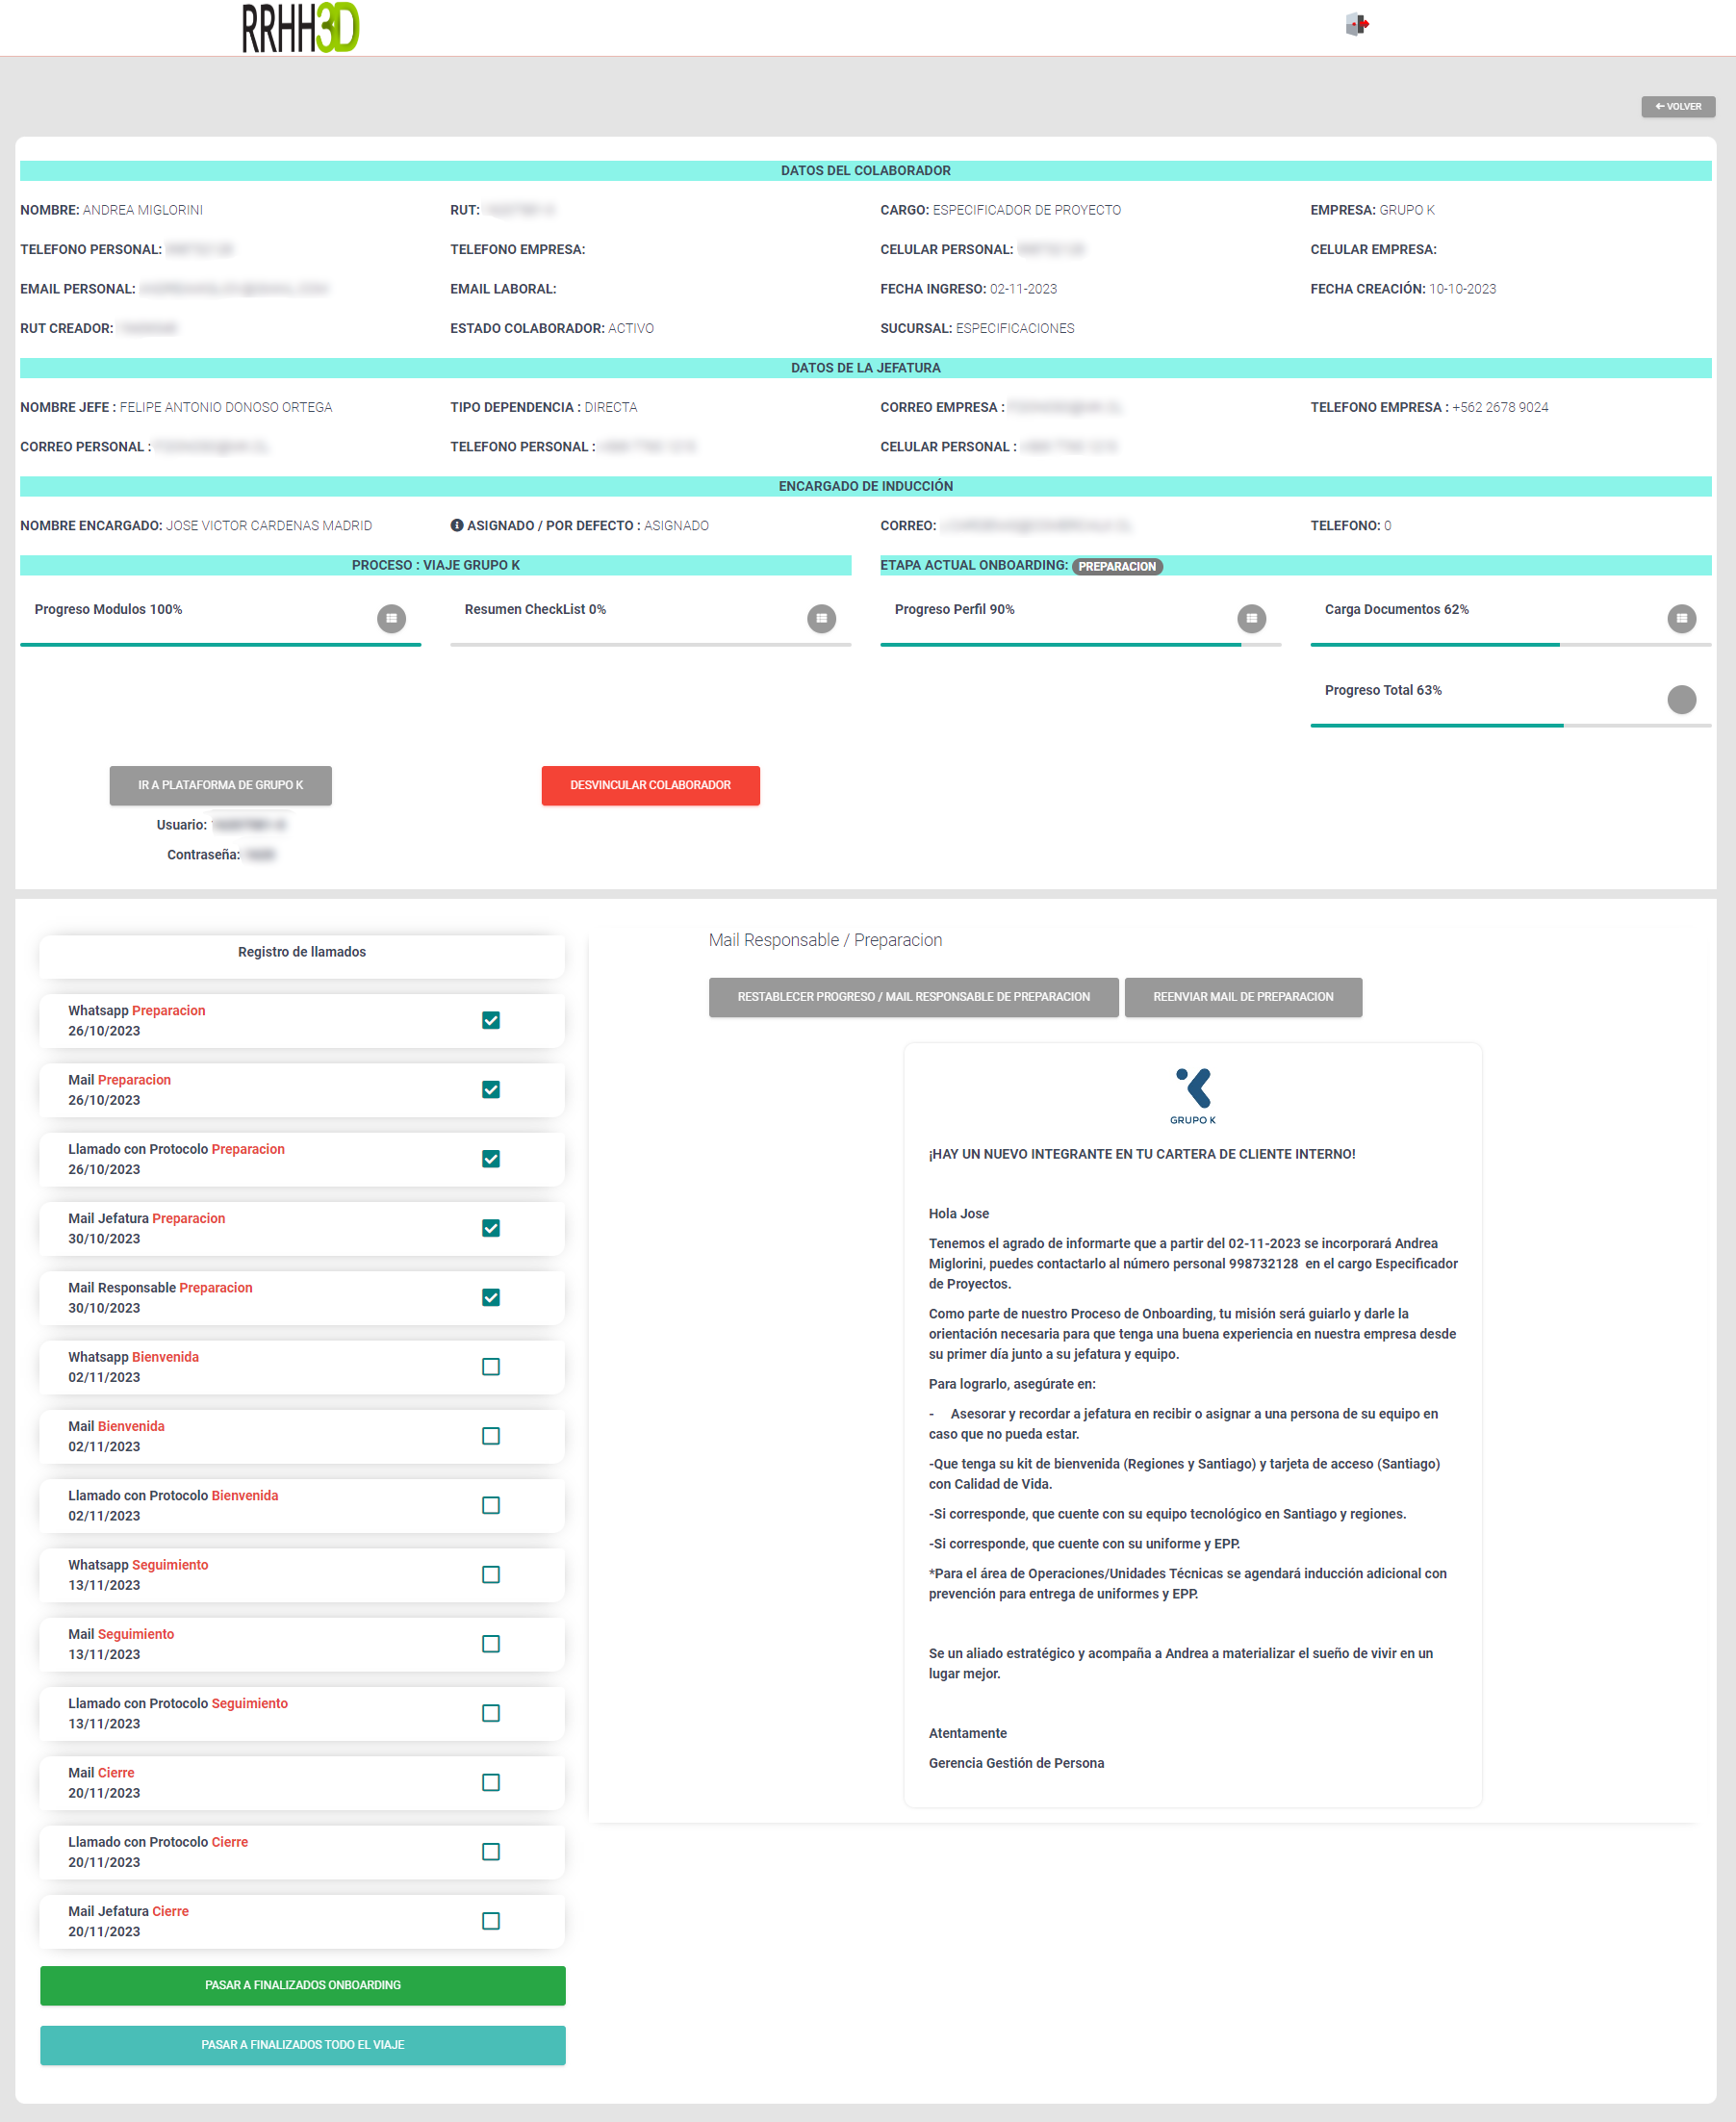 RRHH3D
VOLVER
DATOS DEL COLABORADOR
NOMBRE: ANDREA MIGLORINI
RUT:
CARGO: ESPECIFICADOR DE PROYECTO
EMPRESA: GRUPO K
TELEFONO PERSONAL:
TELEFONO EMPRESA:
CELULAR PERSONAL:
CELULAR EMPRESA:
EMAIL PERSONAL:
EMAIL LABORAL:
FECHA INGRESO: 02-11-2023
FECHA CREACIÓN: 10-10-2023
RUT CREADOR:
ESTADO COLABORADOR: ACTIVO
SUCURSAL: ESPECIFICACIONES
DATOS DE LA JEFATURA
NOMBRE JEFE : FELIPE ANTONIO DONOSO ORTEGA
TIPO DEPENDENCIA : DIRECTA
CORREO EMPRESA :
TELEFONO EMPRESA : +562 2678 9024
CORREO PERSONAL :
TELEFONO PERSONAL :
CELULAR PERSONAL :
ENCARGADO DE INDUCCIÓN
NOMBRE ENCARGADO: JOSE VICTOR CARDENAS MADRID
ASIGNADO / POR DEFECTO : ASIGNADO
CORREO:
TELEFONO: 0
PROCESO : VIAJE GRUPO K
ETAPA ACTUAL ONBOARDING: PREPARACION
Progreso Modulos 100%
Resumen CheckList 0%
Progreso Perfil 90%
Carga Documentos 62%
Progreso Total 63%
IR A PLATAFORMA DE GRUPO K
DESVINCULAR COLABORADOR
Usuario:
Contraseña:
Registro de llamados
Whatsapp Preparacion
26/10/2023
Mail Preparacion
26/10/2023
Llamado con Protocolo Preparacion
26/10/2023
Mail Jefatura Preparacion
30/10/2023
Mail Responsable Preparacion
30/10/2023
Whatsapp Bienvenida
02/11/2023
Mail Bienvenida
02/11/2023
Llamado con Protocolo Bienvenida
02/11/2023
Whatsapp Seguimiento
13/11/2023
Mail Seguimiento
13/11/2023
Llamado con Protocolo Seguimiento
13/11/2023
Mail Cierre
20/11/2023
Llamado con Protocolo Cierre
20/11/2023
Mail Jefatura Cierre
20/11/2023
PASAR A FINALIZADOS ONBOARDING
PASAR A FINALIZADOS TODO EL VIAJE
Mail Responsable / Preparacion
RESTABLECER PROGRESO / MAIL RESPONSABLE DE PREPARACION
REENVIAR MAIL DE PREPARACION
GRUPO K
¡HAY UN NUEVO INTEGRANTE EN TU CARTERA DE CLIENTE INTERNO!
Hola Jose
Tenemos el agrado de informarte que a partir del 02-11-2023 se incorporará Andrea
Miglorini, puedes contactarlo al número personal 998732128 en el cargo Especificador
de Proyectos.
Como parte de nuestro Proceso de Onboarding, tu misión será guiarlo y darle la
orientación necesaria para que tenga una buena experiencia en nuestra empresa desde
su primer día junto a su jefatura y equipo.
Para lograrlo, asegúrate en:
- Asesorar y recordar a jefatura en recibir o asignar a una persona de su equipo en
caso que no pueda estar.
-Que tenga su kit de bienvenida (Regiones y Santiago) y tarjeta de acceso (Santiago)
con Calidad de Vida.
-Si corresponde, que cuente con su equipo tecnológico en Santiago y regiones.
-Si corresponde, que cuente con su uniforme y EPP.
*Para el área de Operaciones/Unidades Técnicas se agendará inducción adicional con
prevención para entrega de uniformes y EPP.
Se un aliado estratégico y acompaña a Andrea a materializar el sueño de vivir en un
lugar mejor.
Atentamente
Gerencia Gestión de Persona